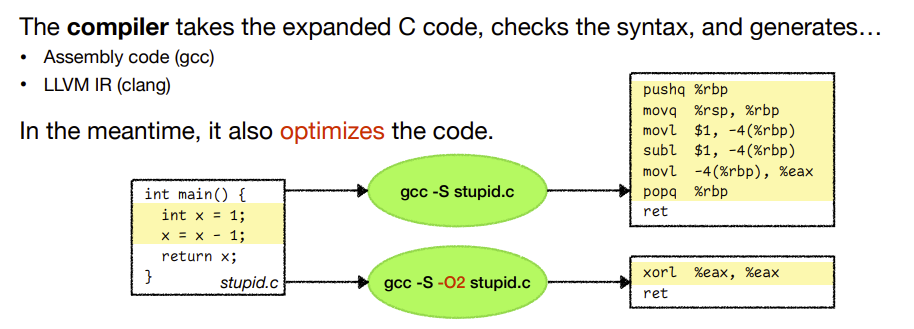 The compiler takes the expanded C code, checks the syntax, and generates…
• Assembly code (gcc)
• LLVM IR (clang)
In the meantime, it also optimizes the code.
int main() {
  int x = 1;
  x = x - 1;
  return x;
}
stupid.c
gcc -S stupid.c
pushq %rbp
movq  %rsp, %rbp
movl  $1, -4(%rbp)
subl  $1, -4(%rbp)
movl  -4(%rbp), %eax
popq  %rbp
ret
gcc -S -O2 stupid.c
xorl  %eax, %eax
ret